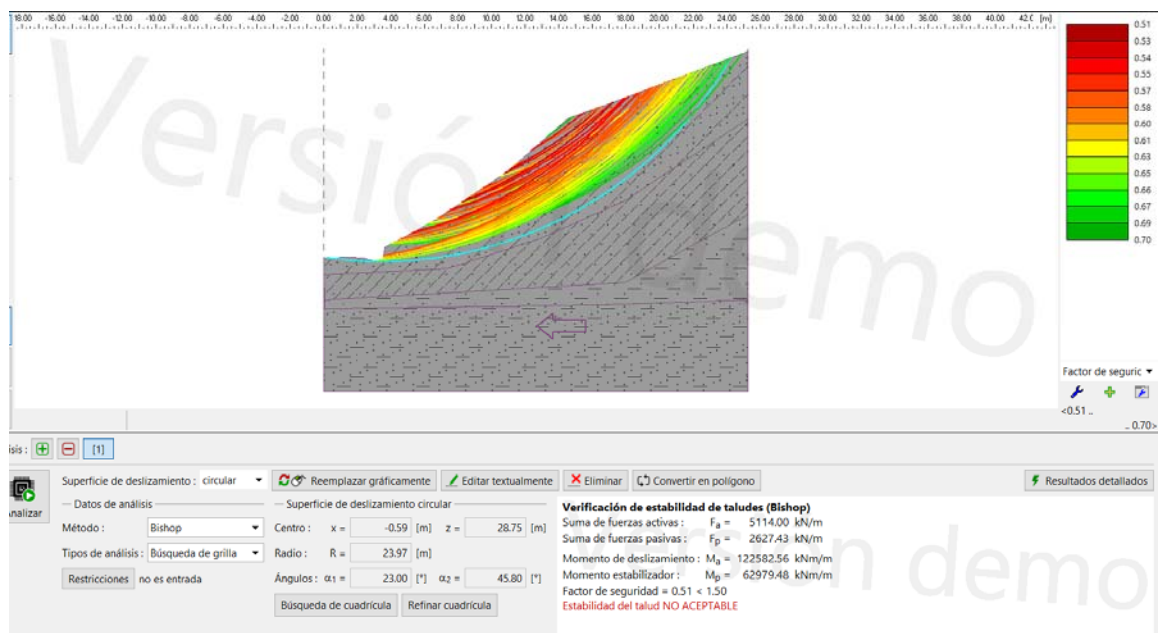 18.00 -16.00 -14.00 -12.00 -10.00 -8.00 -6.00 -4.00 -2.00 0.00 2.00 4.00 6.00 8.00 10.00 12.00 14.00 16.00 18.00 20.00 22.00 24.00 26.00 28.00 30.00 32.00 34.00 36.00 38.00 40.00 42.0 [m]
0.51
0.53
0.54
0.55
0.57
0.58
0.60
0.61
0.63
0.65
0.66
0.67
0.69
0.70
Versión demo
Factor de seguric
<0.51 ..
.. 0.70>
isis : [1]
Superficie de deslizamiento : circular Reemplazar gráficamente Editar textualmente Eliminar Convertir en polígono Resultados detallados
Analizar
Datos de análisis
Método : Bishop
Tipos de análisis : Búsqueda de grilla
Restricciones no es entrada
Superficie de deslizamiento circular
Centro : x = -0.59 [m] z = 28.75 [m]
Radio : R = 23.97 [m]
Ángulos : α1 = 23.00 [°] α2 = 45.80 [°]
Búsqueda de cuadrícula Refinar cuadrícula
Verificación de estabilidad de taludes (Bishop)
Suma de fuerzas activas : Fa = 5114.00 kN/m
Suma de fuerzas pasivas : Fp = 2627.43 kN/m
Momento de deslizamiento : Ma = 122582.56 kNm/m
Momento estabilizador : Mp = 62979.48 kNm/m
Factor de seguridad = 0.51 < 1.50
Estabilidad del talud NO ACEPTABLE
Versión demo